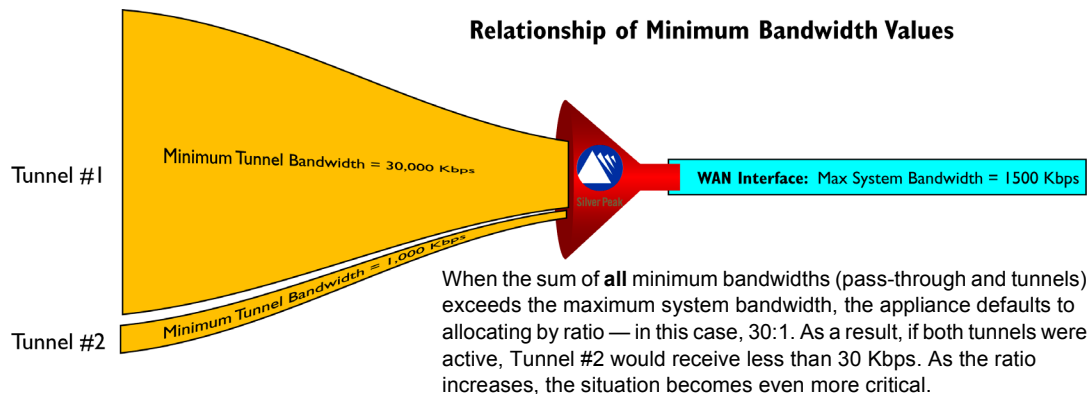 Relationship of Minimum Bandwidth Values
Tunnel #1
Minimum Tunnel Bandwidth = 30,000 Kbps
Silver Peak
WAN Interface: Max System Bandwidth = 1500 Kbps
Minimum Tunnel Bandwidth = 1,000 Kbps
Tunnel #2
When the sum of all minimum bandwidths (pass-through and tunnels)
exceeds the maximum system bandwidth, the appliance defaults to
allocating by ratio — in this case, 30:1. As a result, if both tunnels were
active, Tunnel #2 would receive less than 30 Kbps. As the ratio
increases, the situation becomes even more critical.